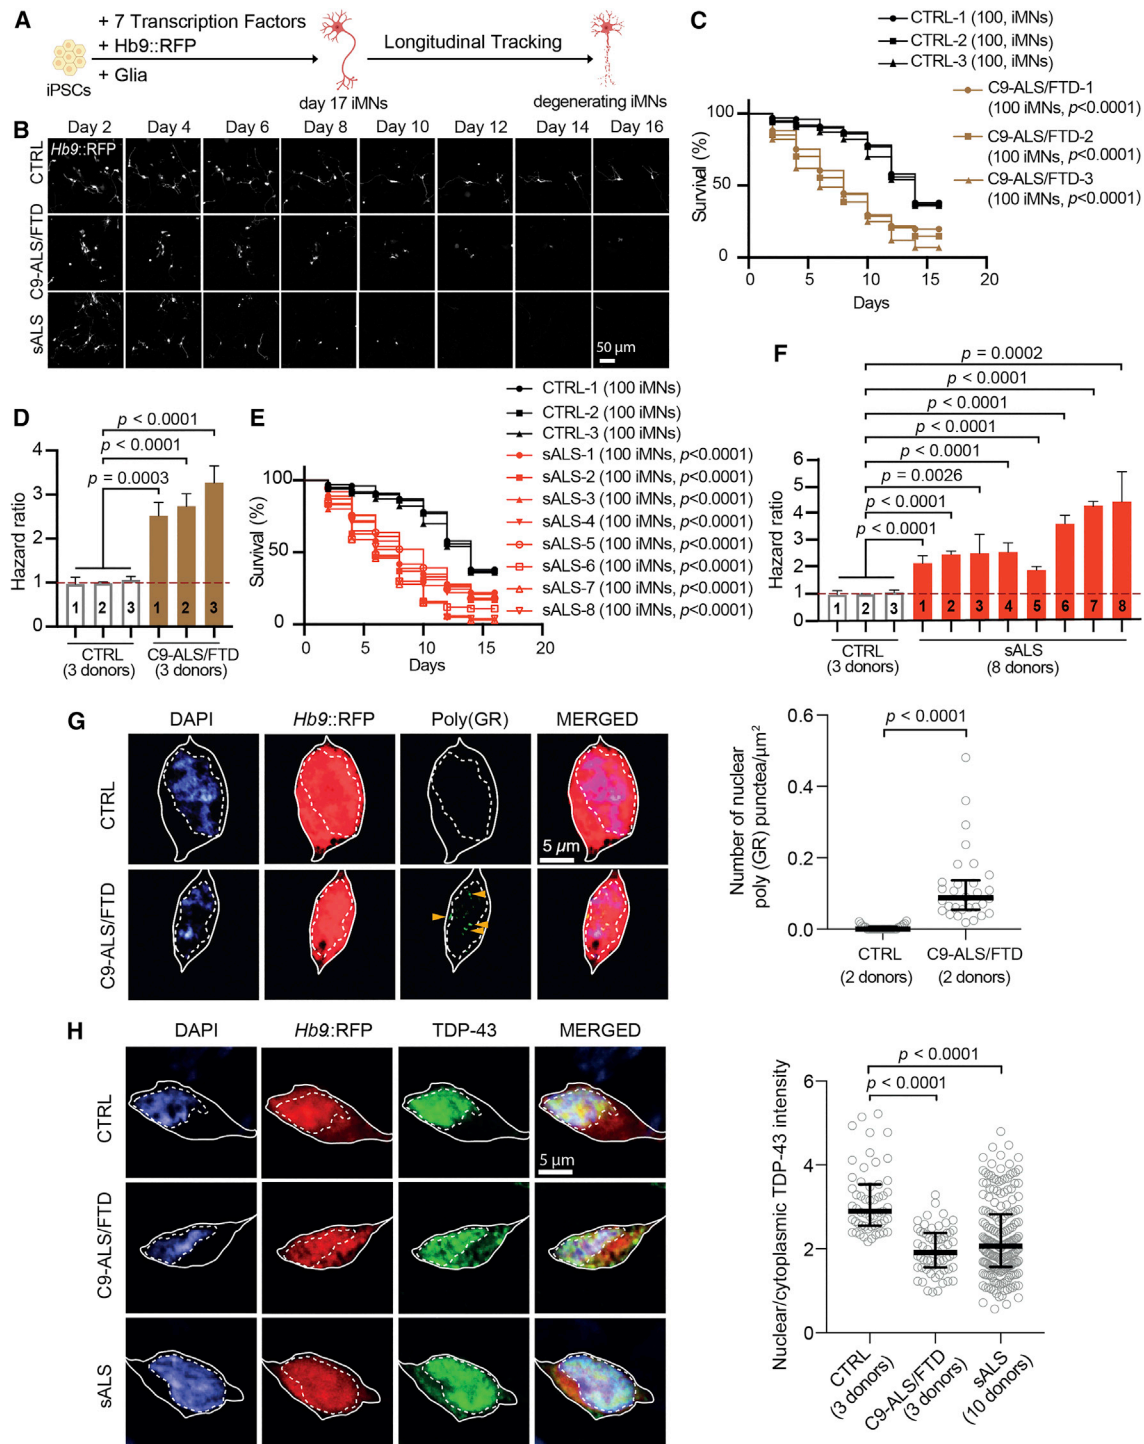 A
+ 7 Transcription Factors
+ Hb9::RFP
+ Glia
iPSCs
Longitudinal Tracking
day 17 iMNs
degenerating iMNs
B
Day 2 Day 4 Day 6 Day 8 Day 10 Day 12 Day 14 Day 16
Hb9::RFP
CTRL
C9-ALS/FTD
sALS
50 µm
C
CTRL-1 (100, iMNs)
CTRL-2 (100, iMNs)
CTRL-3 (100, iMNs)
C9-ALS/FTD-1
(100 iMNs, p<0.0001)
C9-ALS/FTD-2
(100 iMNs, p<0.0001)
C9-ALS/FTD-3
(100 iMNs, p<0.0001)
Survival (%)
100
50
0
0 5 10 15 20
Days
D
p < 0.0001
p < 0.0001
p = 0.0003
Hazard ratio
4
3
2
1
0
1 2 3 1 2 3
CTRL
(3 donors)
C9-ALS/FTD
(3 donors)
E
CTRL-1 (100 iMNs)
CTRL-2 (100 iMNs)
CTRL-3 (100 iMNs)
sALS-1 (100 iMNs, p<0.0001)
sALS-2 (100 iMNs, p<0.0001)
sALS-3 (100 iMNs, p<0.0001)
sALS-4 (100 iMNs, p<0.0001)
sALS-5 (100 iMNs, p<0.0001)
sALS-6 (100 iMNs, p<0.0001)
sALS-7 (100 iMNs, p<0.0001)
sALS-8 (100 iMNs, p<0.0001)
Survival (%)
100
50
0
0 5 10 15 20
Days
F
p = 0.0002
p < 0.0001
p < 0.0001
p < 0.0001
p < 0.0001
p = 0.0026
p < 0.0001
p < 0.0001
Hazard ratio
6
5
4
3
2
1
0
1 2 3 1 2 3 4 5 6 7 8
CTRL
(3 donors)
sALS
(8 donors)
G
DAPI Hb9::RFP Poly(GR) MERGED
CTRL
C9-ALS/FTD
5 µm
Number of nuclear
poly (GR) punctea/µm²
0.6
0.4
0.2
0.0
p < 0.0001
CTRL
(2 donors)
C9-ALS/FTD
(2 donors)
H
DAPI Hb9::RFP TDP-43 MERGED
CTRL
C9-ALS/FTD
sALS
5 µm
Nuclear/cytoplasmic TDP-43 intensity
6
4
2
0
p < 0.0001
p < 0.0001
CTRL
(3 donors)
C9-ALS/FTD
(3 donors)
sALS
(10 donors)